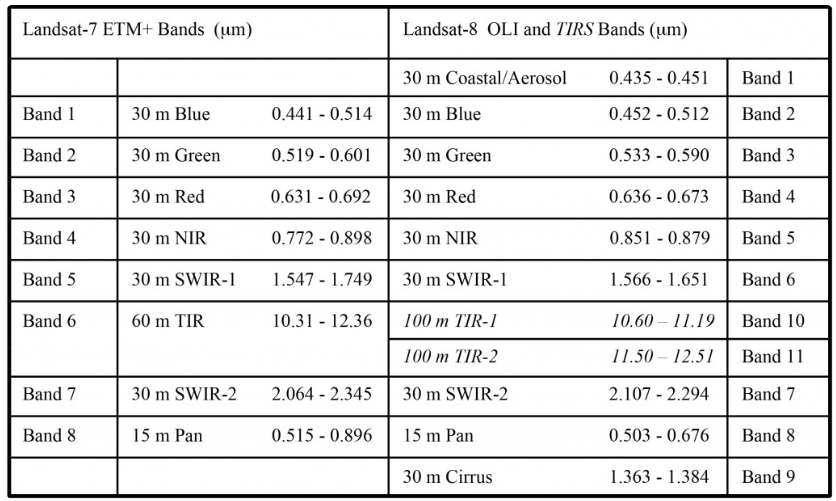 Landsat-7 ETM+ Bands (μm) Landsat-8 OLI and TIRS Bands (μm)
30 m Coastal/Aerosol 0.435 - 0.451 Band 1
Band 1 30 m Blue 0.441 - 0.514 30 m Blue 0.452 - 0.512 Band 2
Band 2 30 m Green 0.519 - 0.601 30 m Green 0.533 - 0.590 Band 3
Band 3 30 m Red 0.631 - 0.692 30 m Red 0.636 - 0.673 Band 4
Band 4 30 m NIR 0.772 - 0.898 30 m NIR 0.851 - 0.879 Band 5
Band 5 30 m SWIR-1 1.547 - 1.749 30 m SWIR-1 1.566 - 1.651 Band 6
Band 6 60 m TIR 10.31 - 12.36 100 m TIR-1 10.60 – 11.19 Band 10
100 m TIR-2 11.50 – 12.51 Band 11
Band 7 30 m SWIR-2 2.064 - 2.345 30 m SWIR-2 2.107 - 2.294 Band 7
Band 8 15 m Pan 0.515 - 0.896 15 m Pan 0.503 - 0.676 Band 8
30 m Cirrus 1.363 - 1.384 Band 9